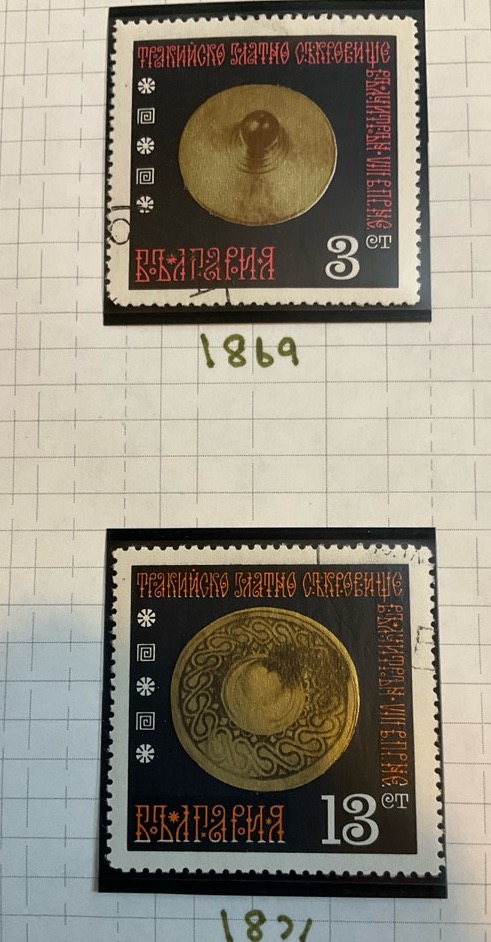 ТРАКИЙСКО ЗЛАТНО СЪКРОВИЩЕ
ВЪЛЧИТРЪН · VIII В.ПР.Н.Е.
БЪЛГАРИЯ
3 СТ
1869
ТРАКИЙСКО ЗЛАТНО СЪКРОВИЩЕ
ВЪЛЧИТРЪН · VIII В.ПР.Н.Е.
БЪЛГАРИЯ
13 СТ